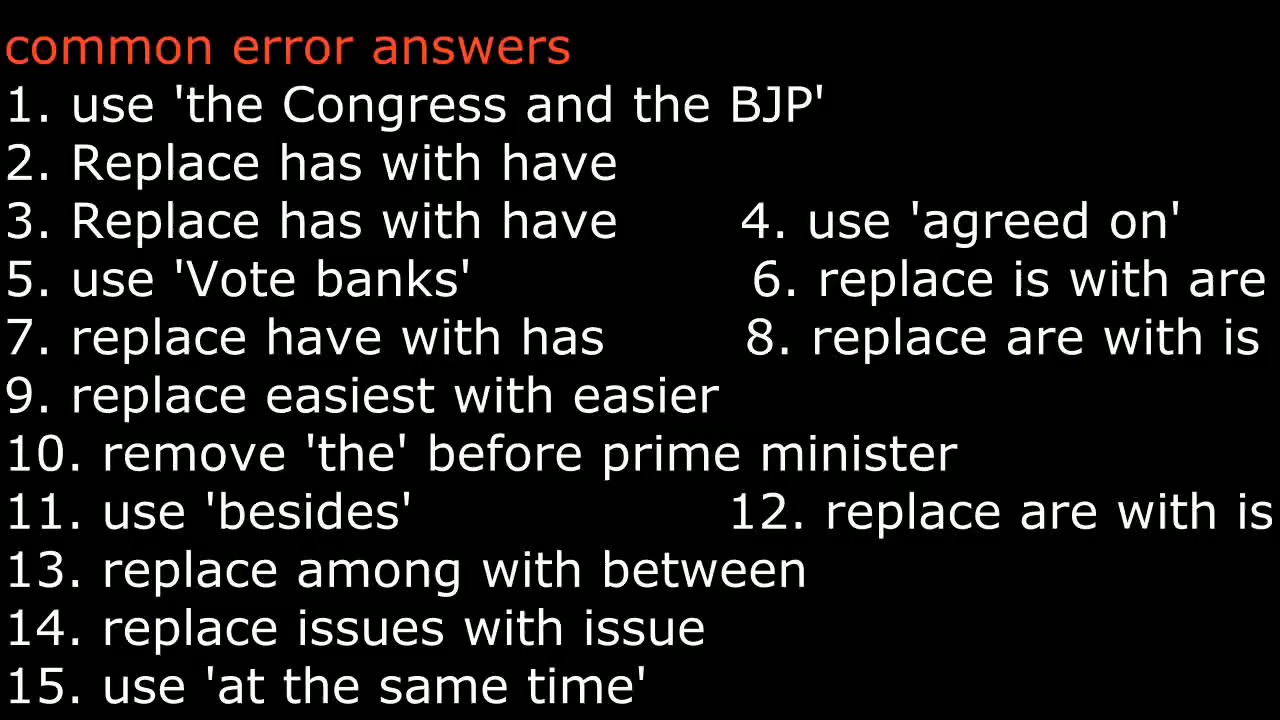 common error answers
1. use 'the Congress and the BJP'
2. Replace has with have
3. Replace has with have 4. use 'agreed on'
5. use 'Vote banks' 6. replace is with are
7. replace have with has 8. replace are with is
9. replace easiest with easier
10. remove 'the' before prime minister
11. use 'besides' 12. replace are with is
13. replace among with between
14. replace issues with issue
15. use 'at the same time'